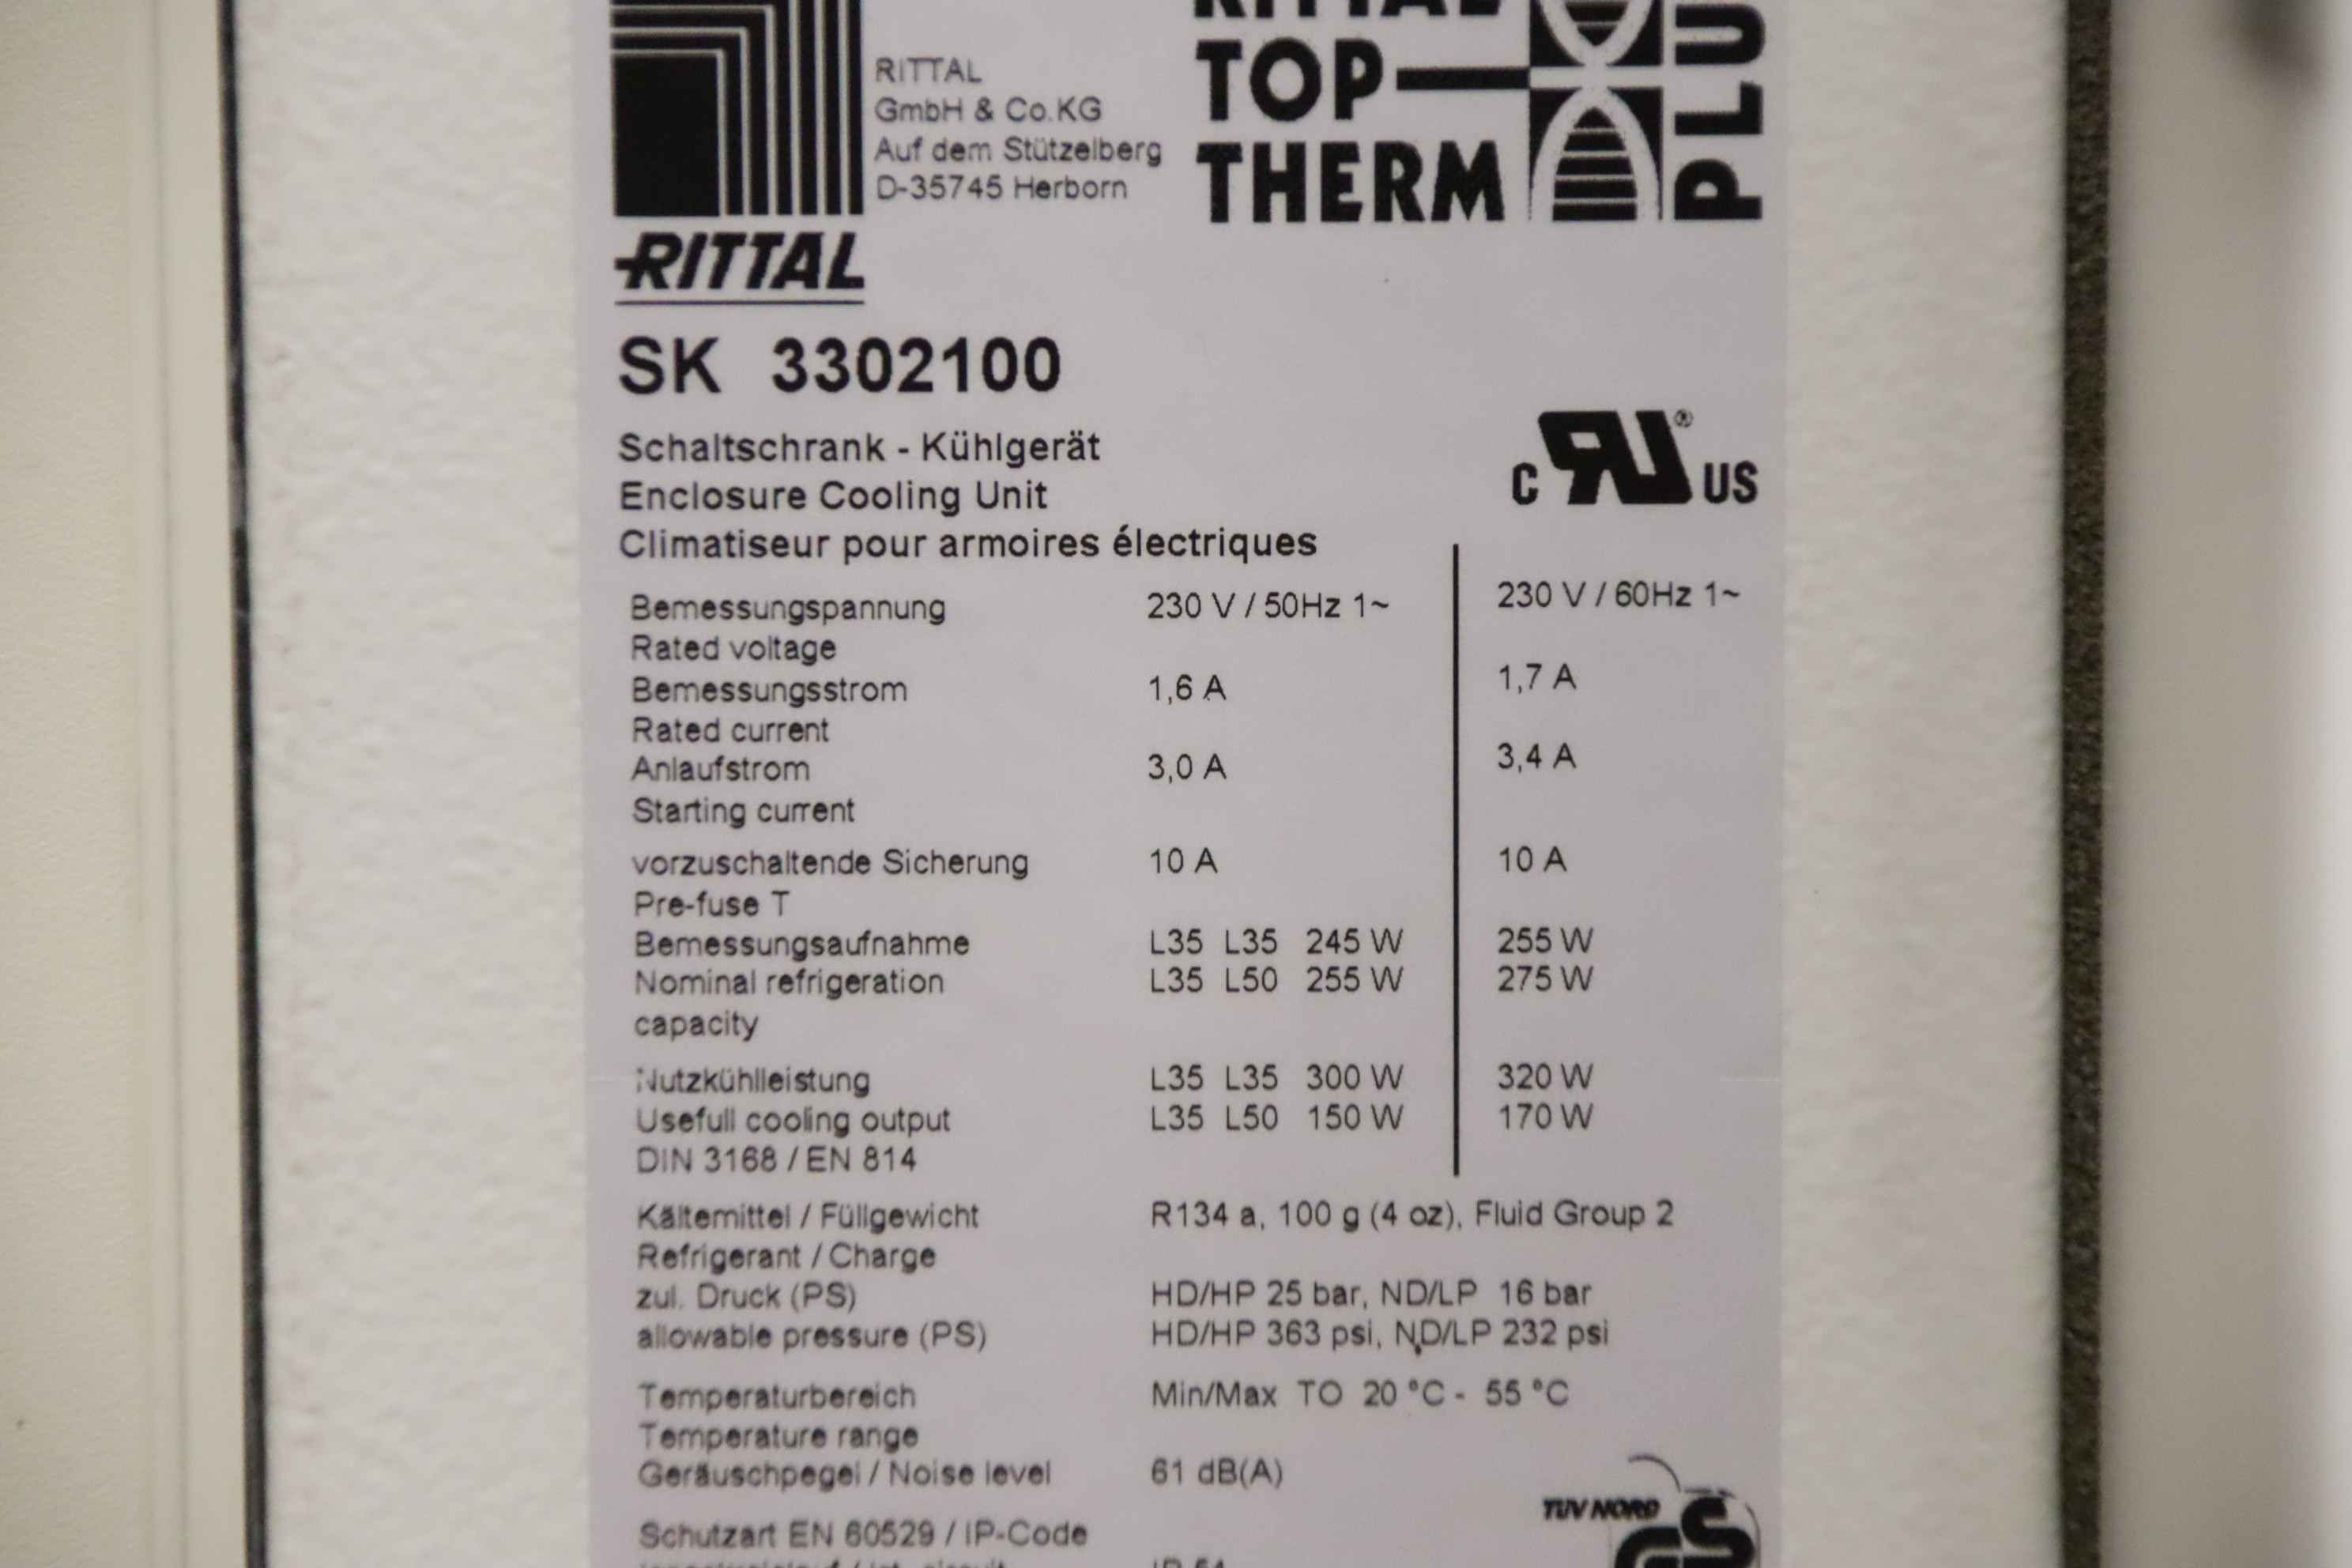 RITTAL
GmbH & Co.KG
Auf dem Stützelberg
D-35745 Herborn
RITTAL
TOP
THERM
PLUS
RITTAL
SK 3302100
Schaltschrank - Kühlgerät
Enclosure Cooling Unit
Climatiseur pour armoires électriques
C RU® US
Bemessungspannung 230 V / 50Hz 1~ 230 V / 60Hz 1~
Rated voltage
Bemessungsstrom 1,6 A 1,7 A
Rated current
Anlaufstrom 3,0 A 3,4 A
Starting current
vorzuschaltende Sicherung 10 A 10 A
Pre-fuse T
Bemessungsaufnahme L35 L35 245 W 255 W
Nominal refrigeration L35 L50 255 W 275 W
capacity
Nutzkühlleistung L35 L35 300 W 320 W
Usefull cooling output L35 L50 150 W 170 W
DIN 3168 / EN 814
Kältemittel / Füllgewicht R134 a, 100 g (4 oz), Fluid Group 2
Refrigerant / Charge
zul. Druck (PS) HD/HP 25 bar, ND/LP 16 bar
allowable pressure (PS) HD/HP 363 psi, ND/LP 232 psi
Temperaturbereich Min/Max TO 20 °C - 55 °C
Temperature range
Geräuschpegel / Noise level 61 dB(A)
TUV NORD
GS
Schutzart EN 60529 / IP-Code
IP 54